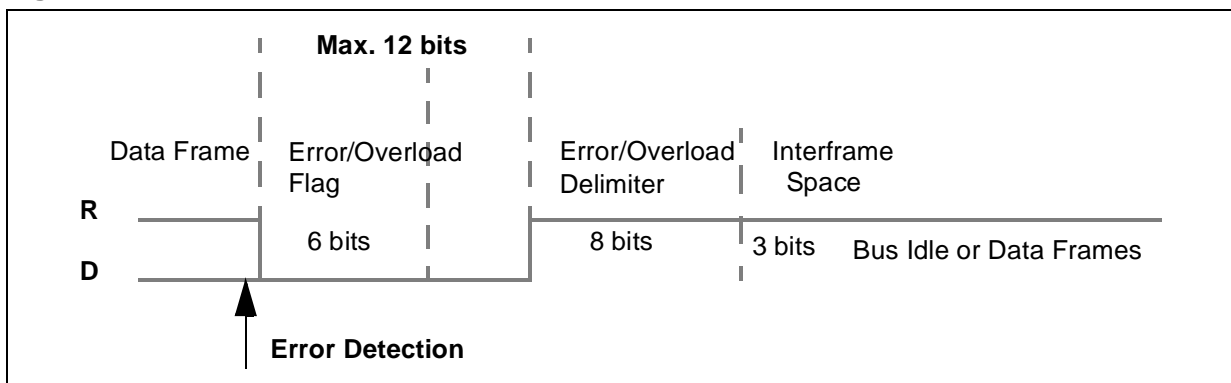 Max. 12 bits
Data Frame
Error/Overload
Flag
Error/Overload
Delimiter
Interframe
Space
R
6 bits
8 bits
3 bits
Bus Idle or Data Frames
D
Error Detection